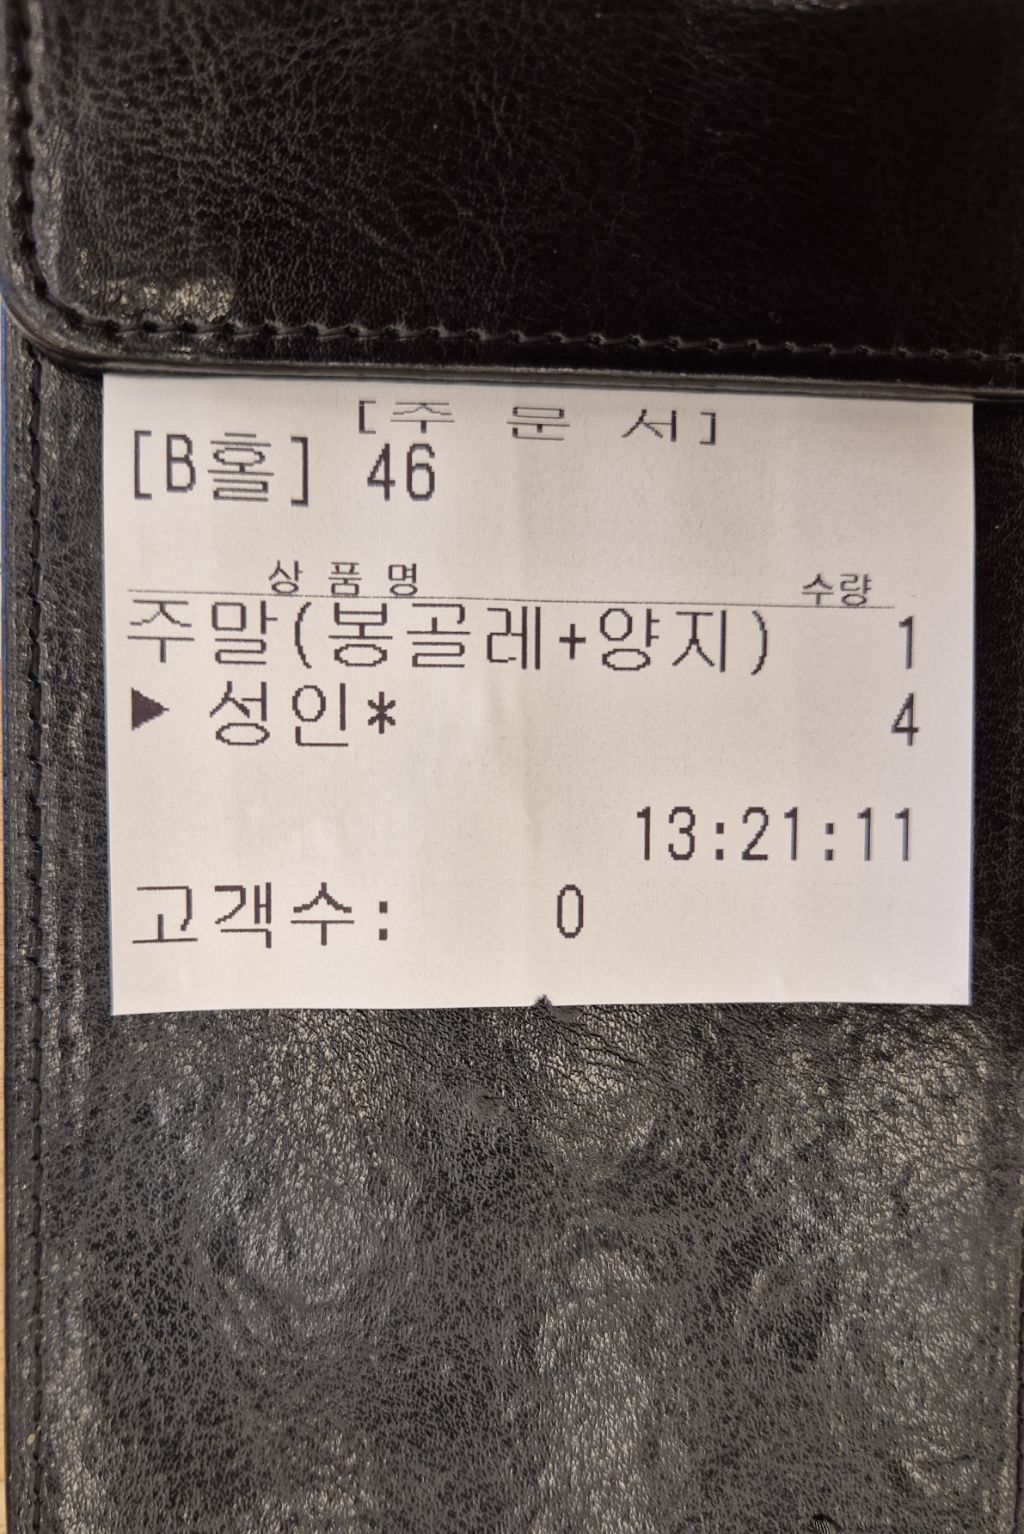 [주 문 서]
[B홀] 46
상 품 명 수량
주말(봉골레+양지) 1
▶ 성인* 4
13:21:11
고객수: 0